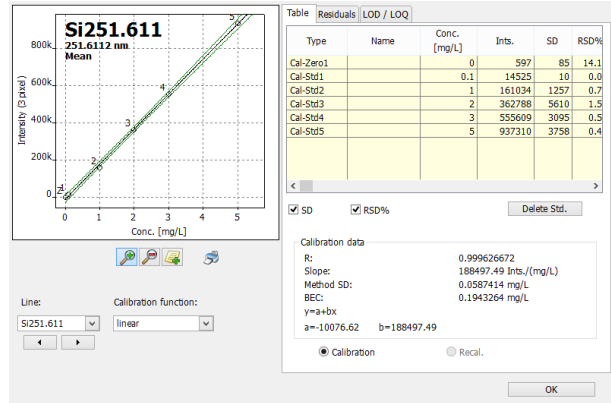 Si251.611
251.6112 nm
Mean
800k
600k
400k
200k
0
Intensity (3 pixel)
Z
1
2
3
4
5
0 1 2 3 4 5
Conc. [mg/L]
Line:
Calibration function:
Si251.611
linear
Table Residuals LOD / LOQ
Type Name Conc. [mg/L] Ints. SD RSD%
Cal-Zero1 0 597 85 14.1
Cal-Std1 0.1 14525 10 0.0
Cal-Std2 1 161034 1257 0.7
Cal-Std3 2 362788 5610 1.5
Cal-Std4 3 555609 3095 0.5
Cal-Std5 5 937310 3758 0.4
SD RSD% Delete Std.
Calibration data
R: 0.999626672
Slope: 188497.49 Ints./(mg/L)
Method SD: 0.0587414 mg/L
BEC: 0.1943264 mg/L
y=a+bx
a=-10076.62 b=188497.49
Calibration Recal.
OK